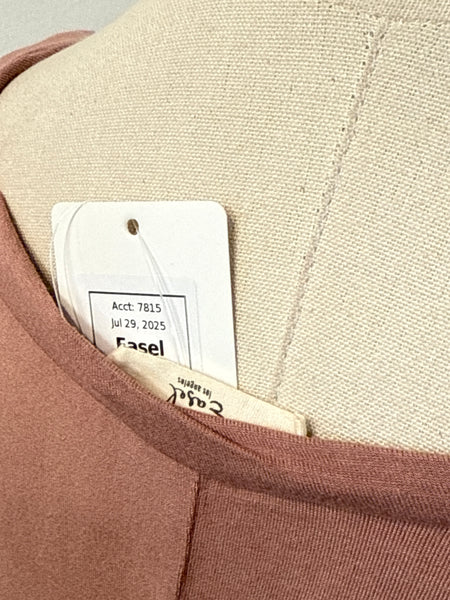 Acct: 7815
Jul 29, 2025
Easel
Easel
los angeles